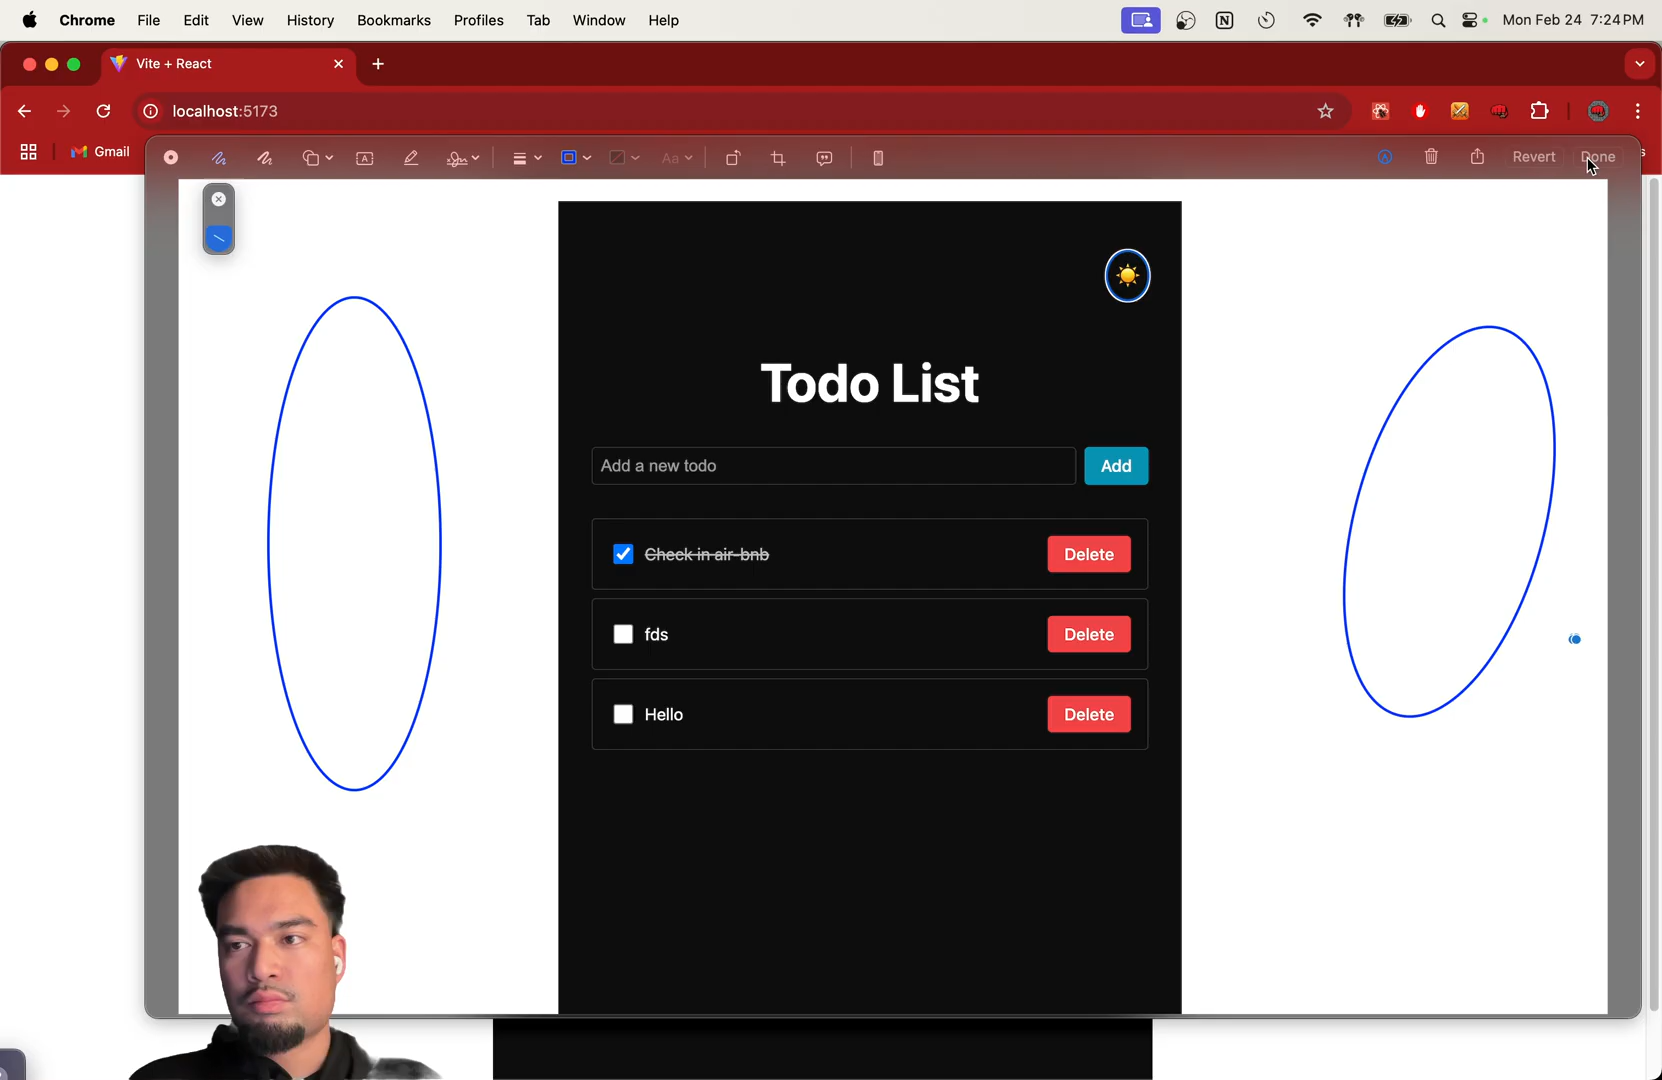 Chrome File Edit View History Bookmarks Profiles Tab Window Help Mon Feb 24 7:24 PM
Vite + React
localhost:5173
Gmail
Aa Revert Done
Todo List
Add a new todo Add
Check in air-bnb Delete
fds Delete
Hello Delete